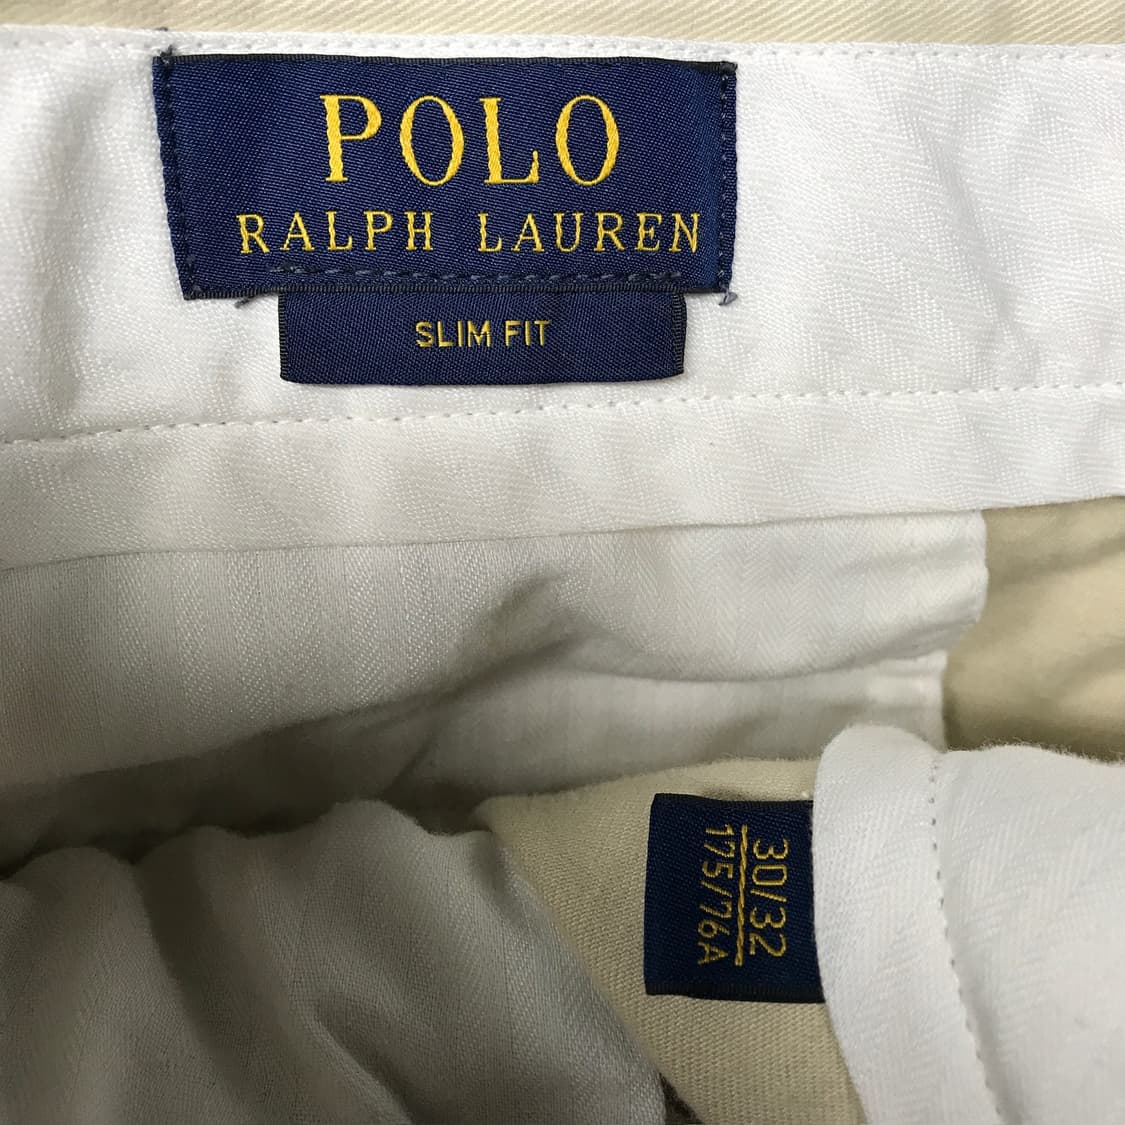 POLO
RALPH LAUREN
SLIM FIT
30/32
175/76A